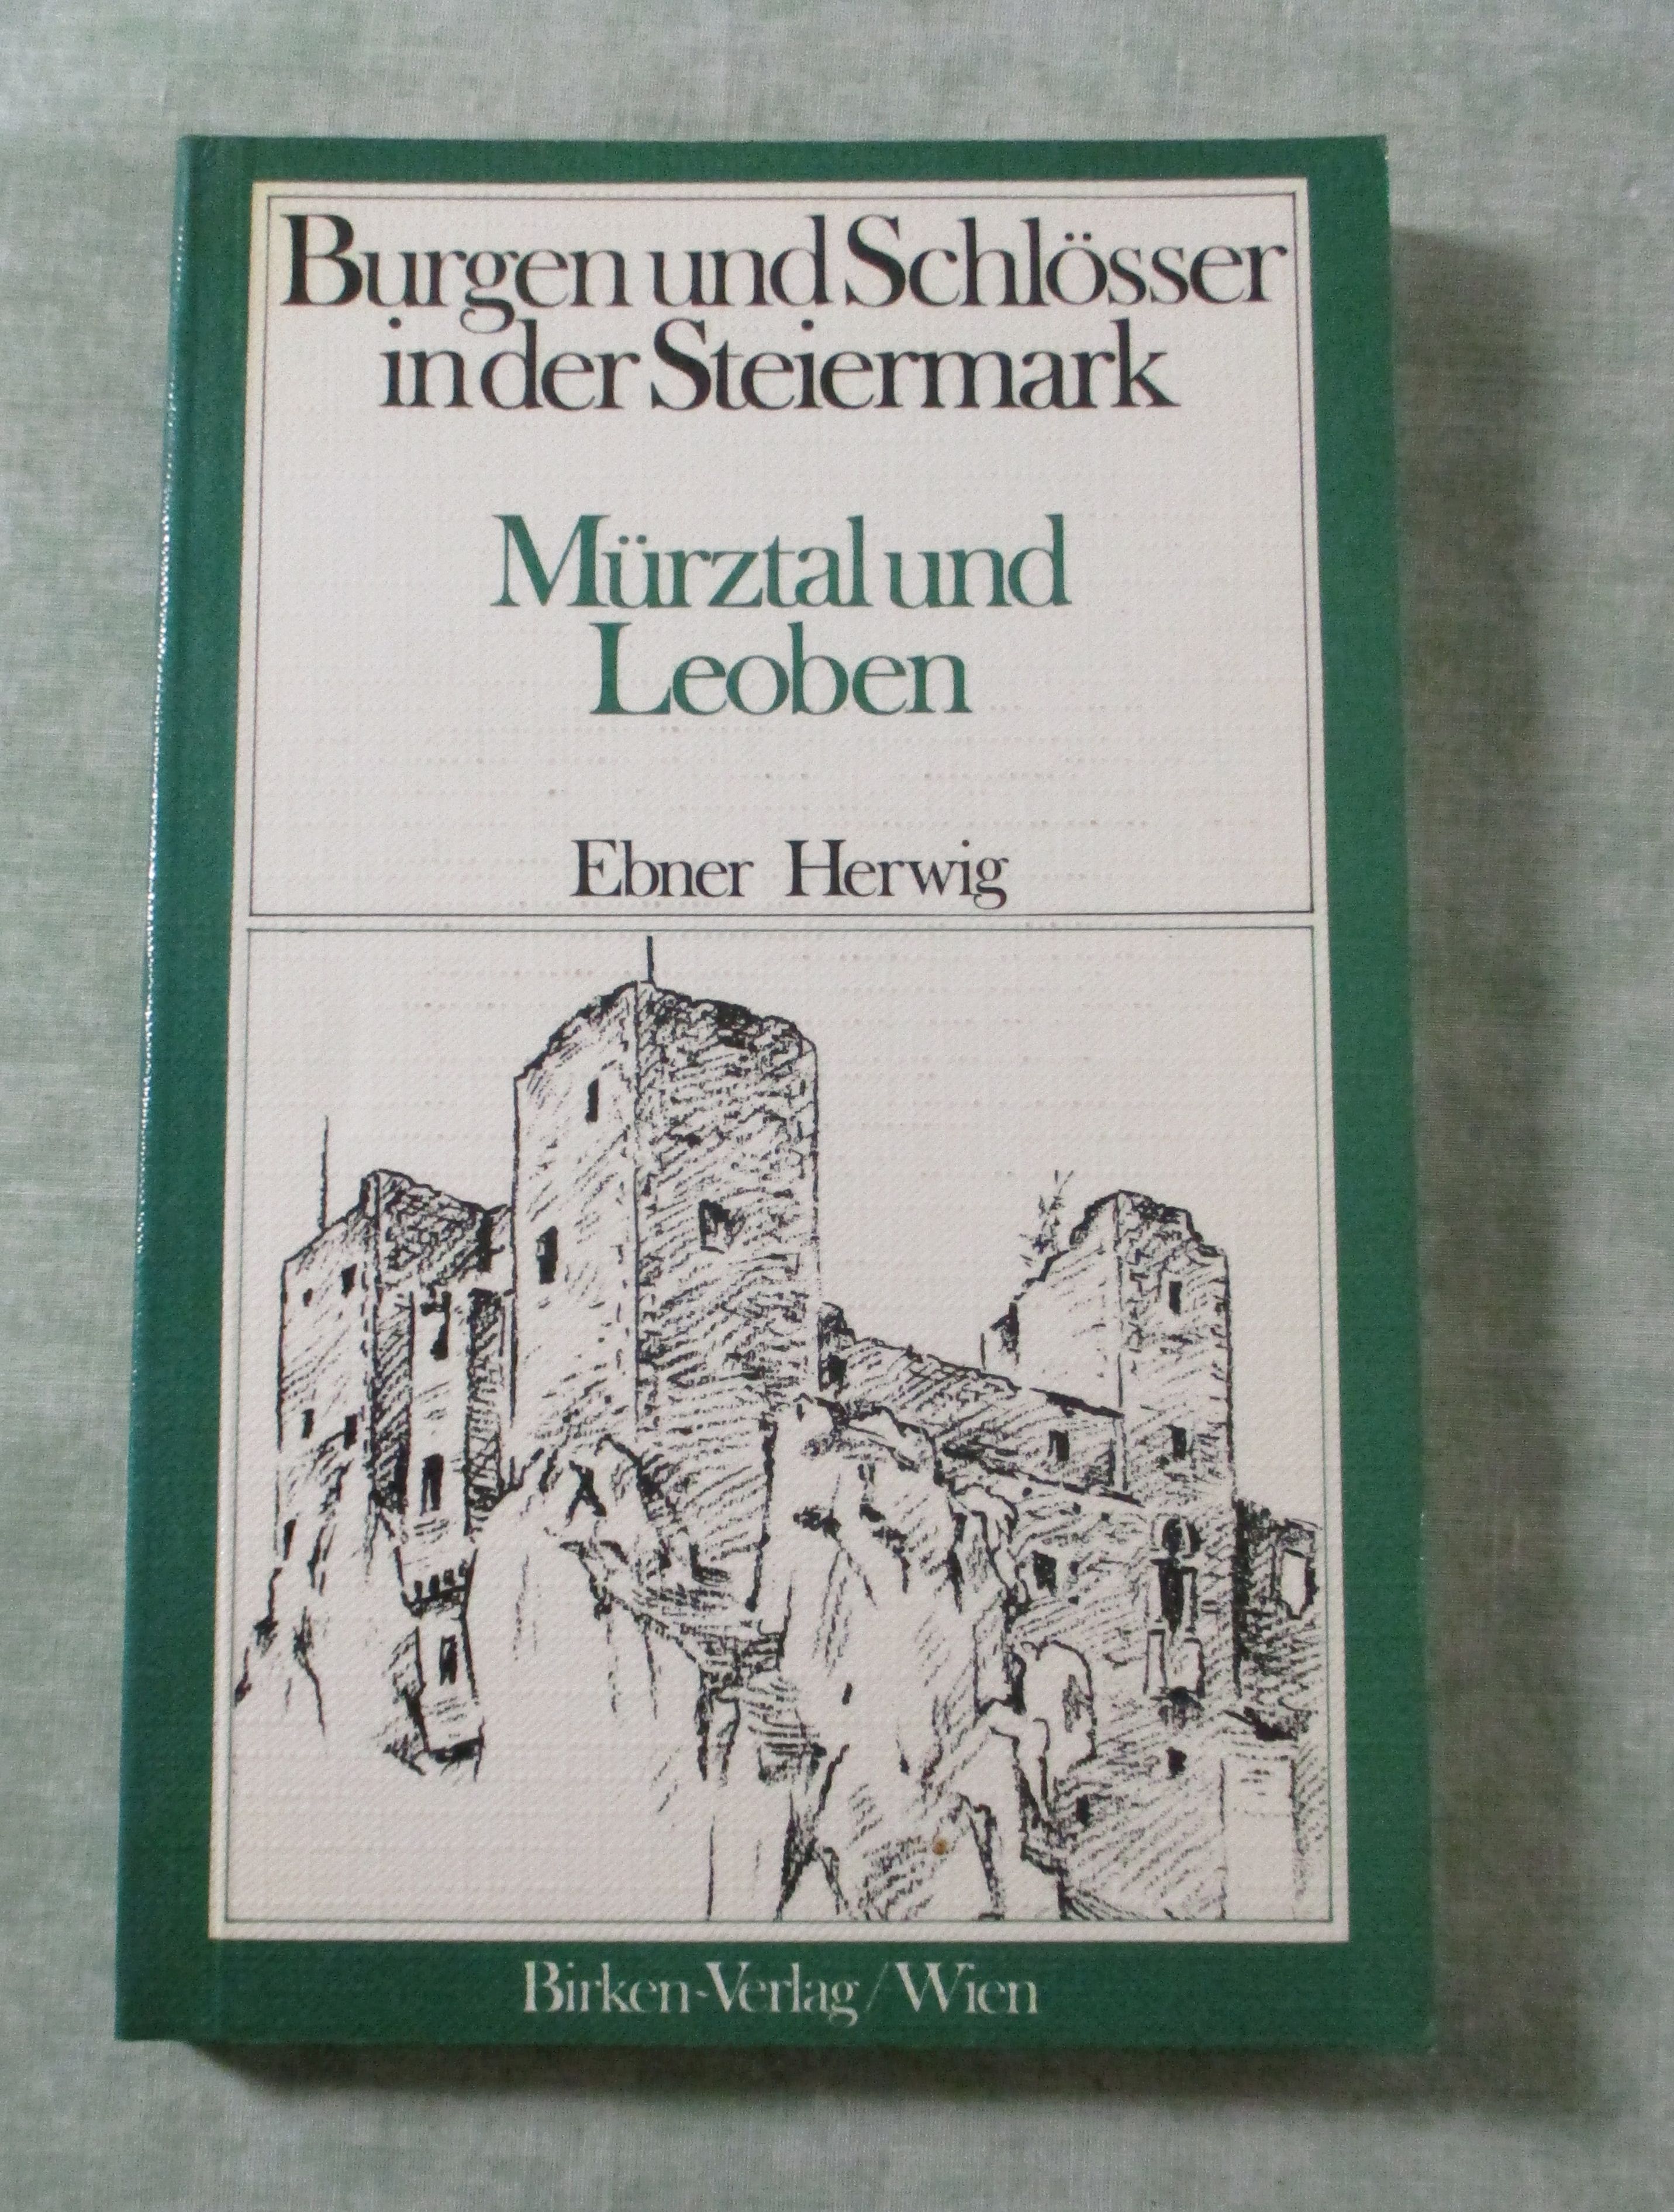 Burgen und Schlösser
in der Steiermark
Mürztal und
Leoben
Ebner Herwig
Birken-Verlag/Wien